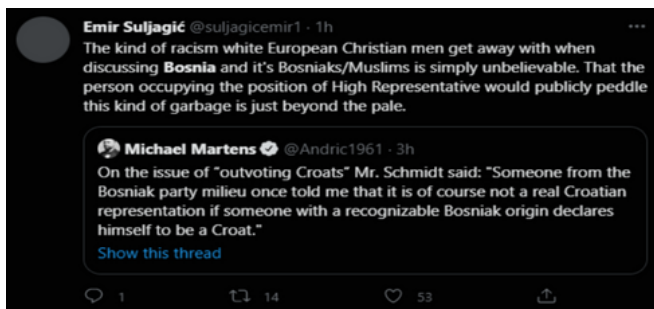 Emir Suljagić @suljagicemir1 · 1h
The kind of racism white European Christian men get away with when
discussing Bosnia and it's Bosniaks/Muslims is simply unbelievable. That the
person occupying the position of High Representative would publicly peddle
this kind of garbage is just beyond the pale.
Michael Martens @Andric1961 · 3h
On the issue of "outvoting Croats" Mr. Schmidt said: "Someone from the
Bosniak party milieu once told me that it is of course not a real Croatian
representation if someone with a recognizable Bosniak origin declares
himself to be a Croat."
Show this thread
1 14 53